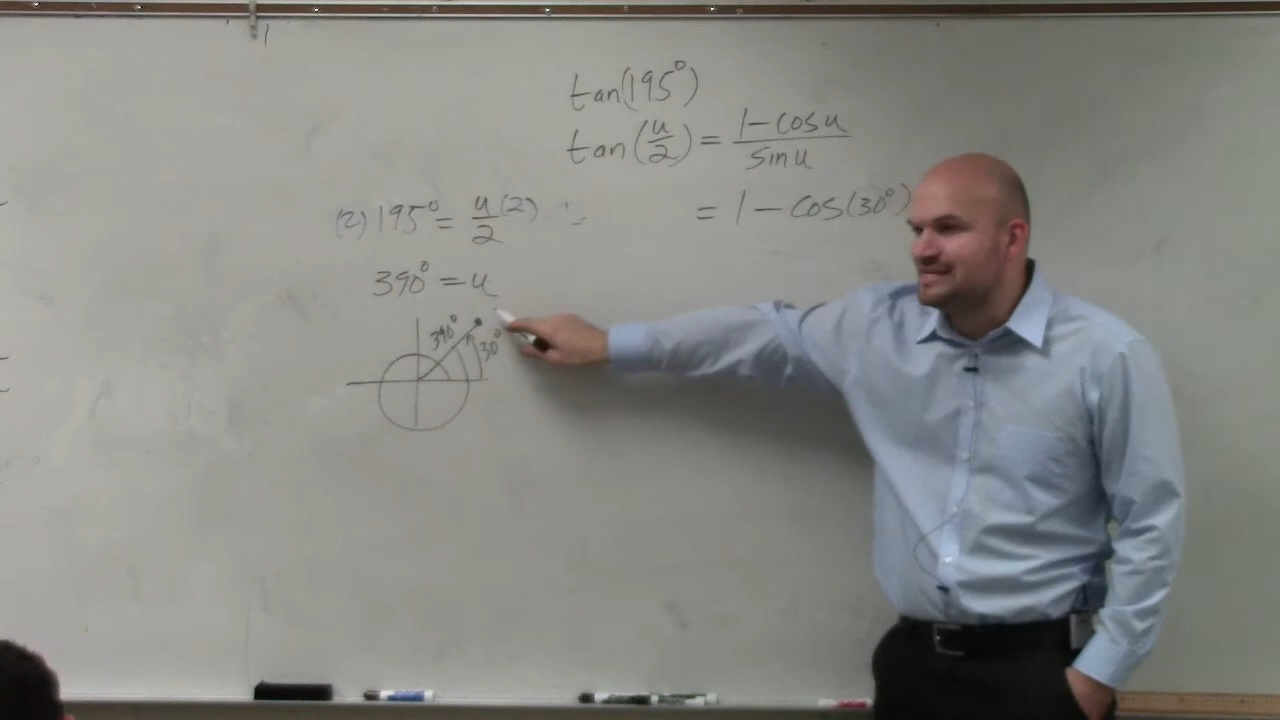 tan(195°)
tan(u/2) = 1 - cos u / sin u
= 1 - cos(30°)
(2) 195° = u(2) / 2
390° = u
390°
30°